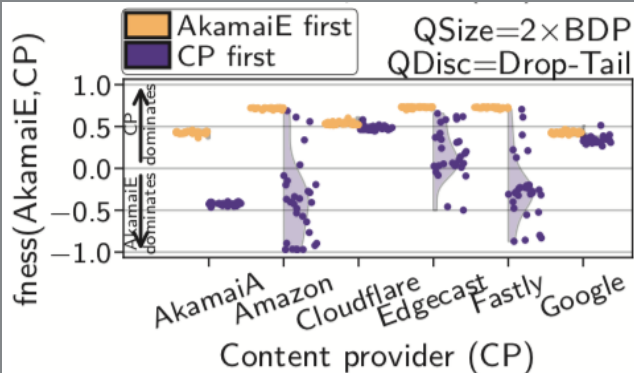 AkamaiE first
CP first
QSize=2×BDP
QDisc=Drop-Tail
fness(AkamaiE,CP)
1.0
0.5
0.0
−0.5
−1.0
CP
dominates
AkamaiE
dominates
AkamaiA
Amazon
Cloudflare
Edgecast
Fastly
Google
Content provider (CP)